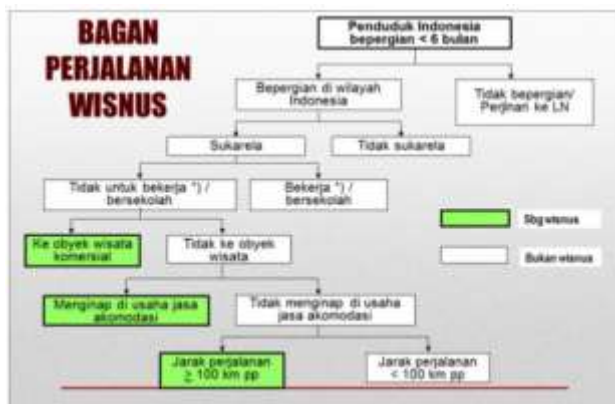 BAGAN
PERJALANAN
WISNUS
Penduduk Indonesia
bepergian < 6 bulan
Bepergian di wilayah
Indonesia
Tidak bepergian/
Perjinari ke LN
Sukarela
Tidak sukarela
Tidak untuk bekerja *) /
bersekolah
Bekerja *) /
bersekolah
Ke obyek wisata
komersial
Tidak ke obyek
wisata
Sbg wisnus
Bukan wisnus
Menginap di usaha jasa
akomodasi
Tidak menginap di usaha
jasa akomodasi
Jarak perjalanan
≥ 100 km pp
Jarak perjalanan
< 100 km pp